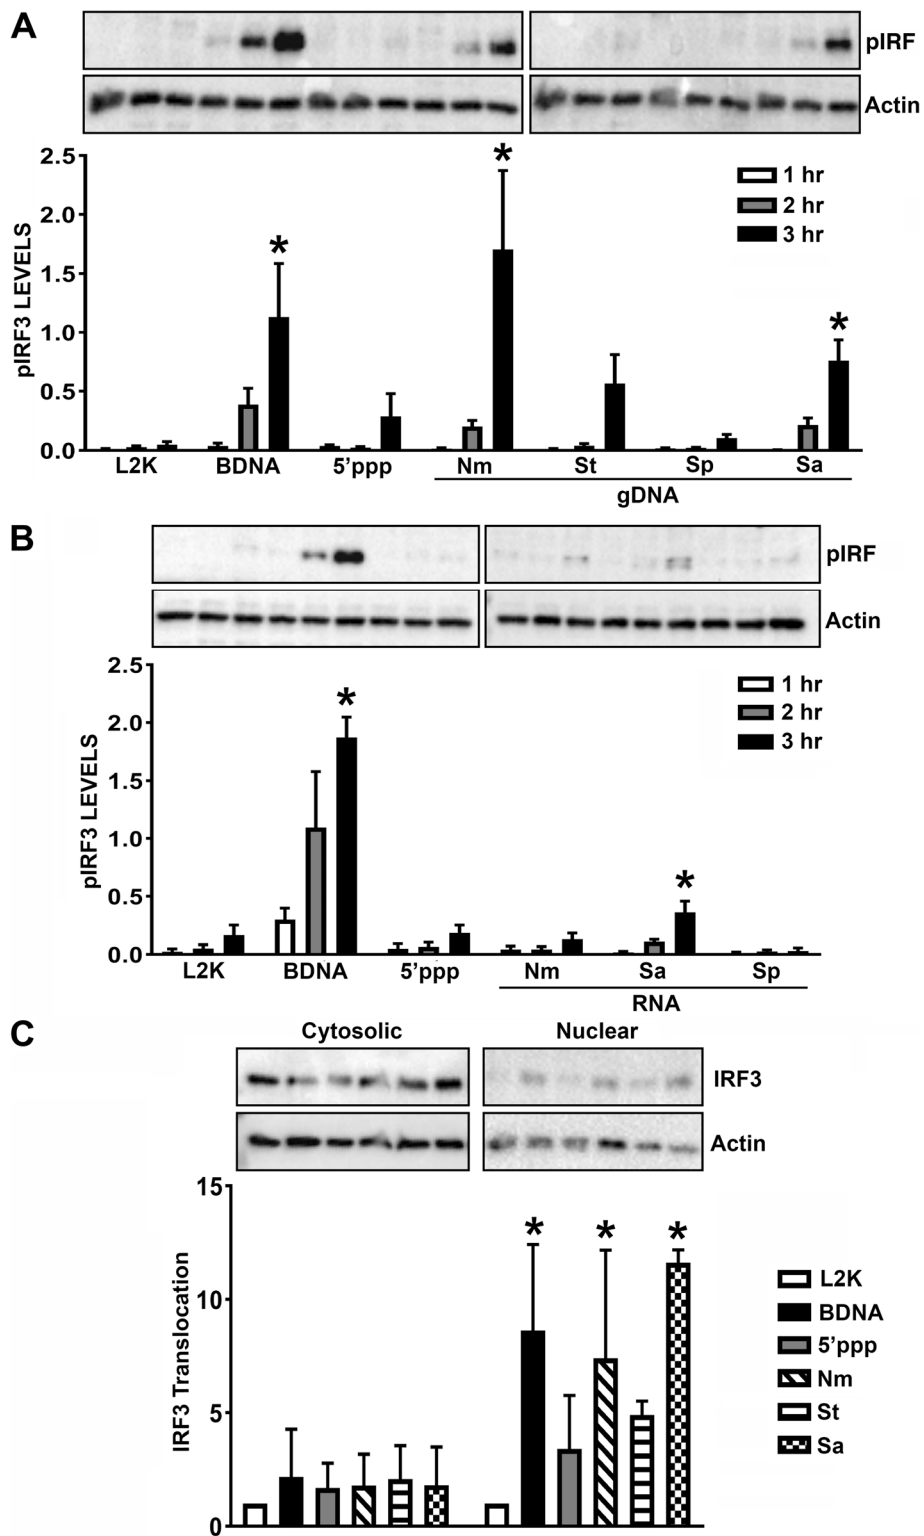 A
pIRF
Actin
2.5
2.0
1.5
1.0
0.5
0.0
pIRF3 LEVELS
1 hr
2 hr
3 hr
*
*
*
L2K BDNA 5'ppp Nm St Sp Sa
gDNA
B
pIRF
Actin
2.5
2.0
1.5
1.0
0.5
0.0
pIRF3 LEVELS
1 hr
2 hr
3 hr
*
*
L2K BDNA 5'ppp Nm Sa Sp
RNA
C
Cytosolic Nuclear
IRF3
Actin
15
10
5
0
IRF3 Translocation
* * *
L2K
BDNA
5'ppp
Nm
St
Sa